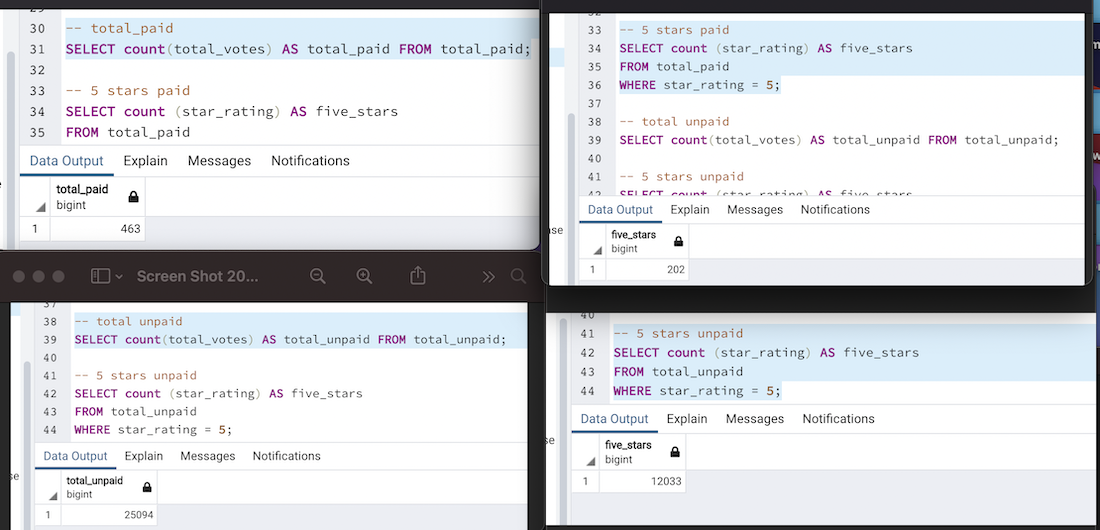 30 -- total_paid
31 SELECT count(total_votes) AS total_paid FROM total_paid;
32
33 -- 5 stars paid
34 SELECT count (star_rating) AS five_stars
35 FROM total_paid
Data Output Explain Messages Notifications
total_paid
bigint
1 463
33 -- 5 stars paid
34 SELECT count (star_rating) AS five_stars
35 FROM total_paid
36 WHERE star_rating = 5;
37
38 -- total unpaid
39 SELECT count(total_votes) AS total_unpaid FROM total_unpaid;
40
41 -- 5 stars unpaid
42 SELECT count (star_rating) AS five_stars
Data Output Explain Messages Notifications
five_stars
bigint
1 202
Screen Shot 20...
37
38 -- total unpaid
39 SELECT count(total_votes) AS total_unpaid FROM total_unpaid;
40
41 -- 5 stars unpaid
42 SELECT count (star_rating) AS five_stars
43 FROM total_unpaid
44 WHERE star_rating = 5;
Data Output Explain Messages Notifications
total_unpaid
bigint
1 25094
40
41 -- 5 stars unpaid
42 SELECT count (star_rating) AS five_stars
43 FROM total_unpaid
44 WHERE star_rating = 5;
Data Output Explain Messages Notifications
five_stars
bigint
1 12033